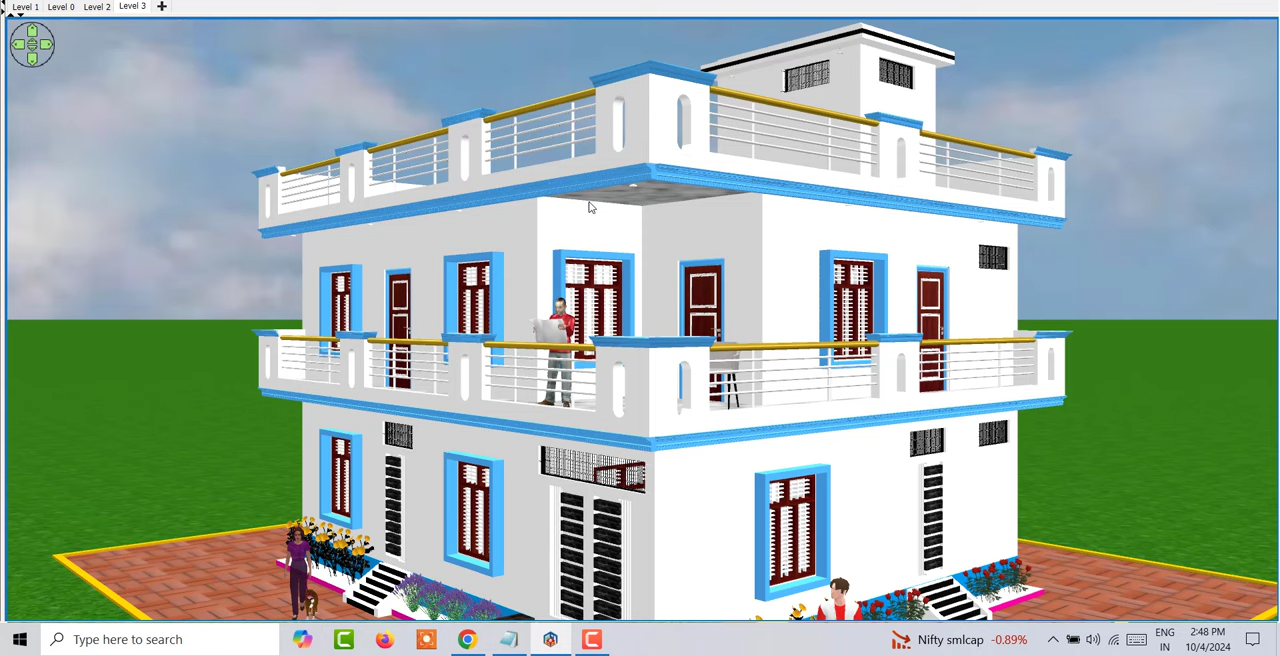 Level 1 Level 0 Level 2 Level 3
Type here to search
Nifty smlcap -0.89%
ENG
IN
2:48 PM
10/4/2024